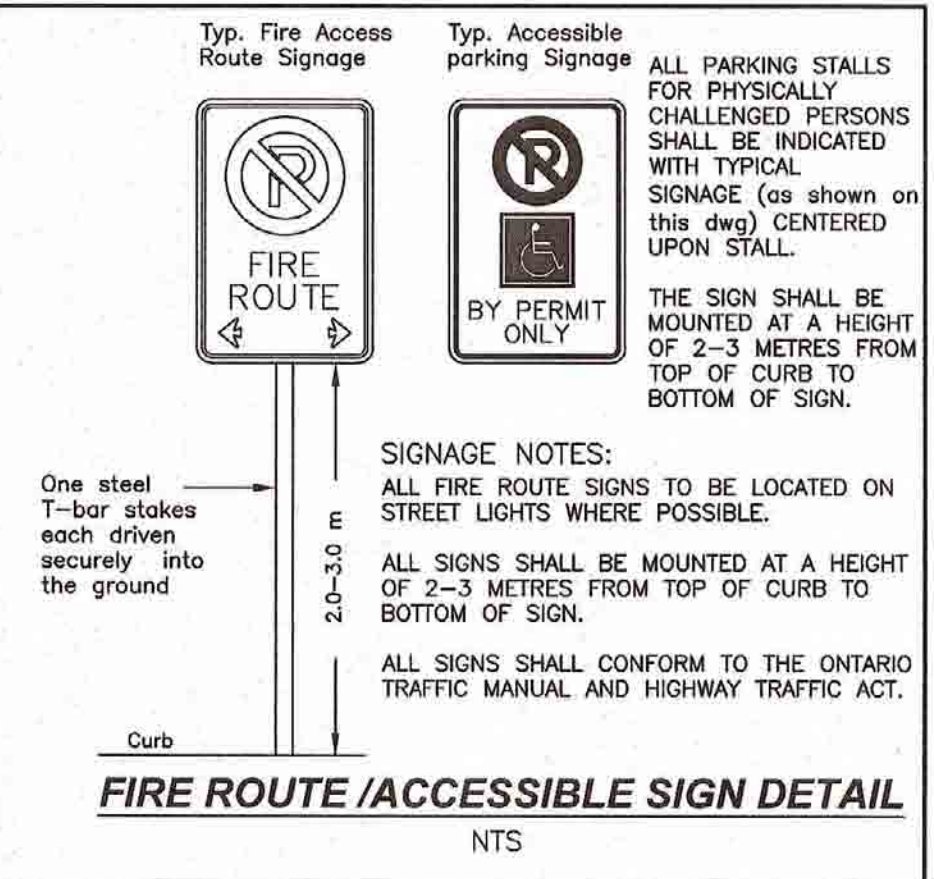 Typ. Fire Access
Route Signage
P
FIRE
ROUTE
Typ. Accessible
parking Signage
P
BY PERMIT
ONLY
ALL PARKING STALLS
FOR PHYSICALLY
CHALLENGED PERSONS
SHALL BE INDICATED
WITH TYPICAL
SIGNAGE (as shown on
this dwg) CENTERED
UPON STALL.
THE SIGN SHALL BE
MOUNTED AT A HEIGHT
OF 2-3 METRES FROM
TOP OF CURB TO
BOTTOM OF SIGN.
One steel
T-bar stakes
each driven
securely into
the ground
2.0-3.0 m
SIGNAGE NOTES:
ALL FIRE ROUTE SIGNS TO BE LOCATED ON
STREET LIGHTS WHERE POSSIBLE.
ALL SIGNS SHALL BE MOUNTED AT A HEIGHT
OF 2-3 METRES FROM TOP OF CURB TO
BOTTOM OF SIGN.
ALL SIGNS SHALL CONFORM TO THE ONTARIO
TRAFFIC MANUAL AND HIGHWAY TRAFFIC ACT.
Curb
FIRE ROUTE /ACCESSIBLE SIGN DETAIL
NTS